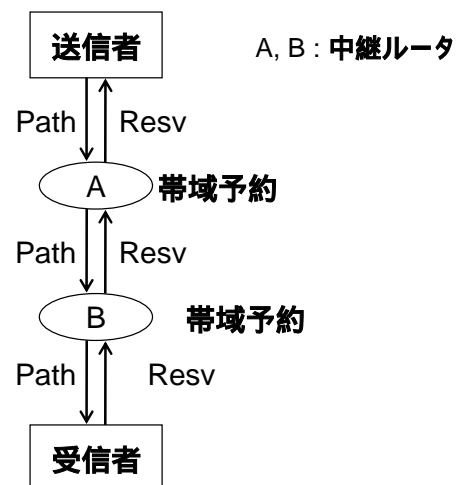 送信者
A, B : 中継ルータ
Path Resv
A 帯域予約
Path Resv
B 帯域予約
Path Resv
受信者